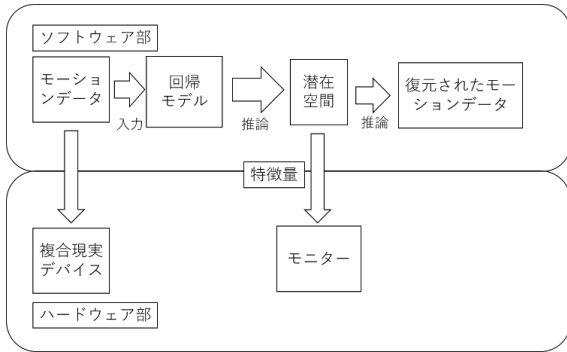 ソフトウェア部
モーショ
ンデータ
入力
回帰
モデル
推論
潜在
空間
推論
復元されたモー
ションデータ
特徴量
複合現実
デバイス
モニター
ハードウェア部